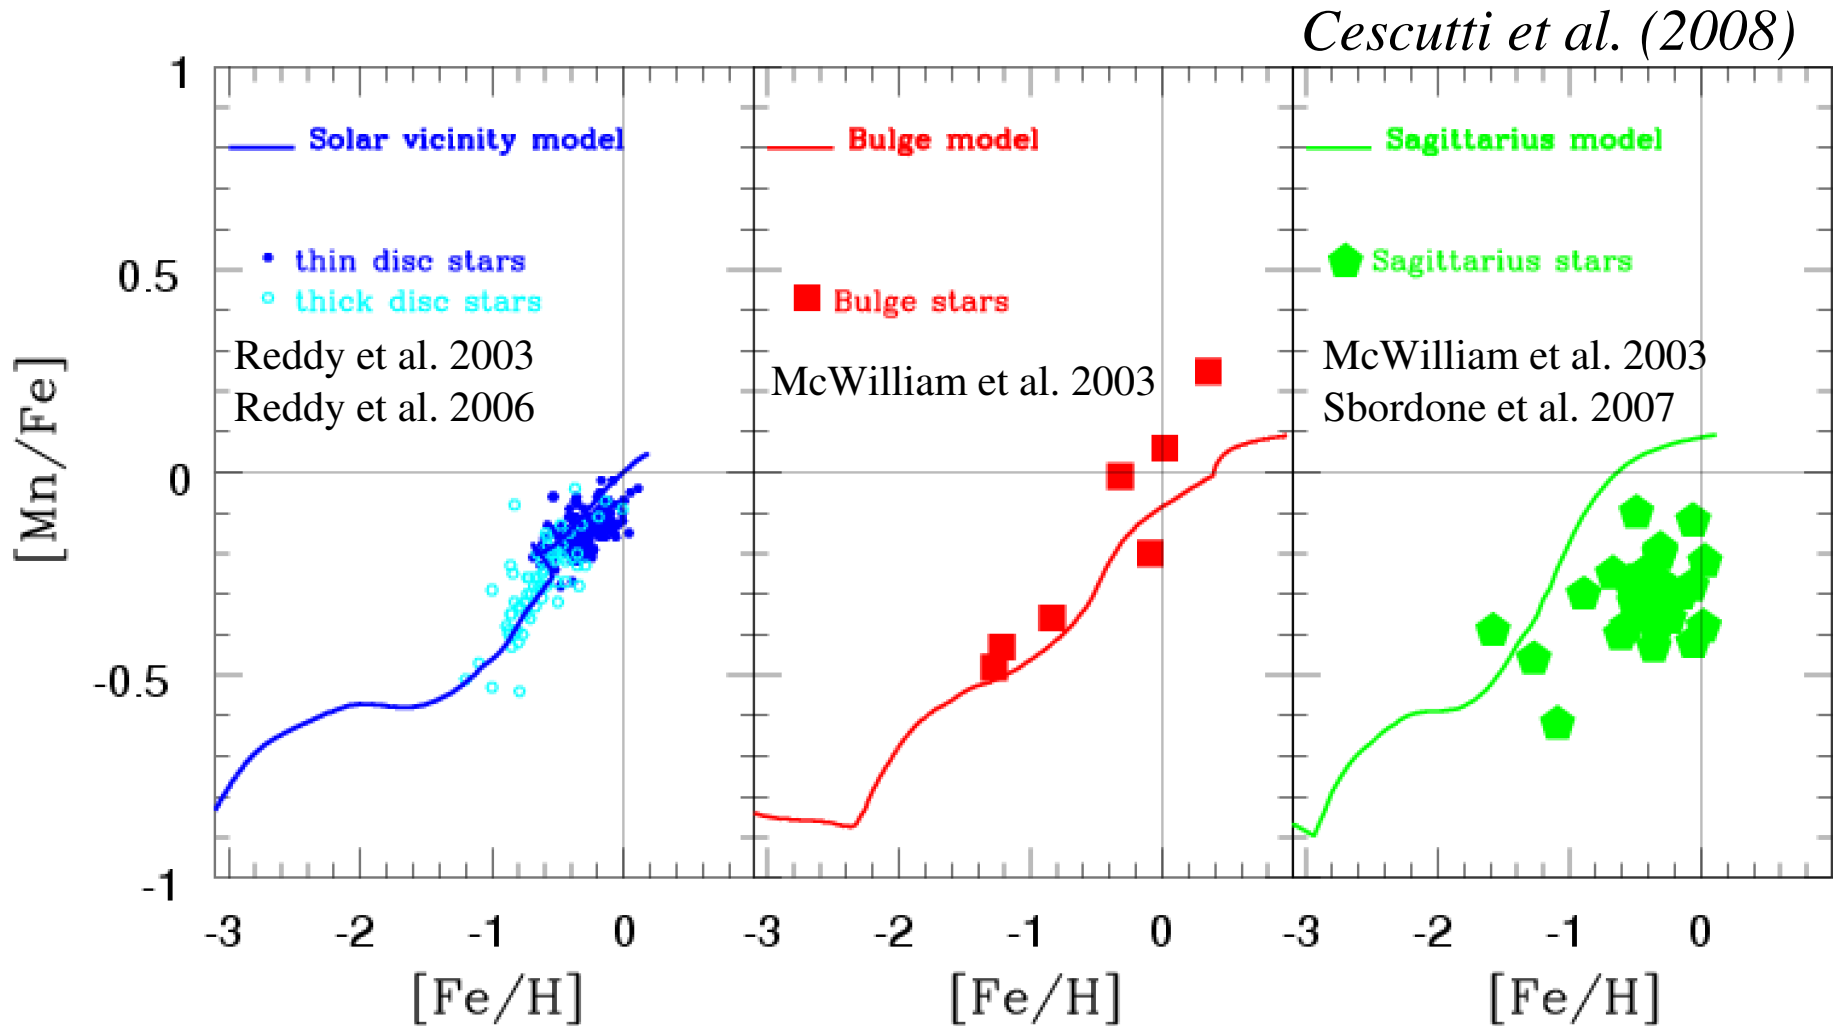 Cescutti et al. (2008)
1
0.5
0
-0.5
-1
[Mn/Fe]
Solar vicinity model
thin disc stars
thick disc stars
Reddy et al. 2003
Reddy et al. 2006
-3 -2 -1 0
[Fe/H]
Bulge model
Bulge stars
McWilliam et al. 2003
-3 -2 -1 0
[Fe/H]
Sagittarius model
Sagittarius stars
McWilliam et al. 2003
Sbordone et al. 2007
-3 -2 -1 0
[Fe/H]